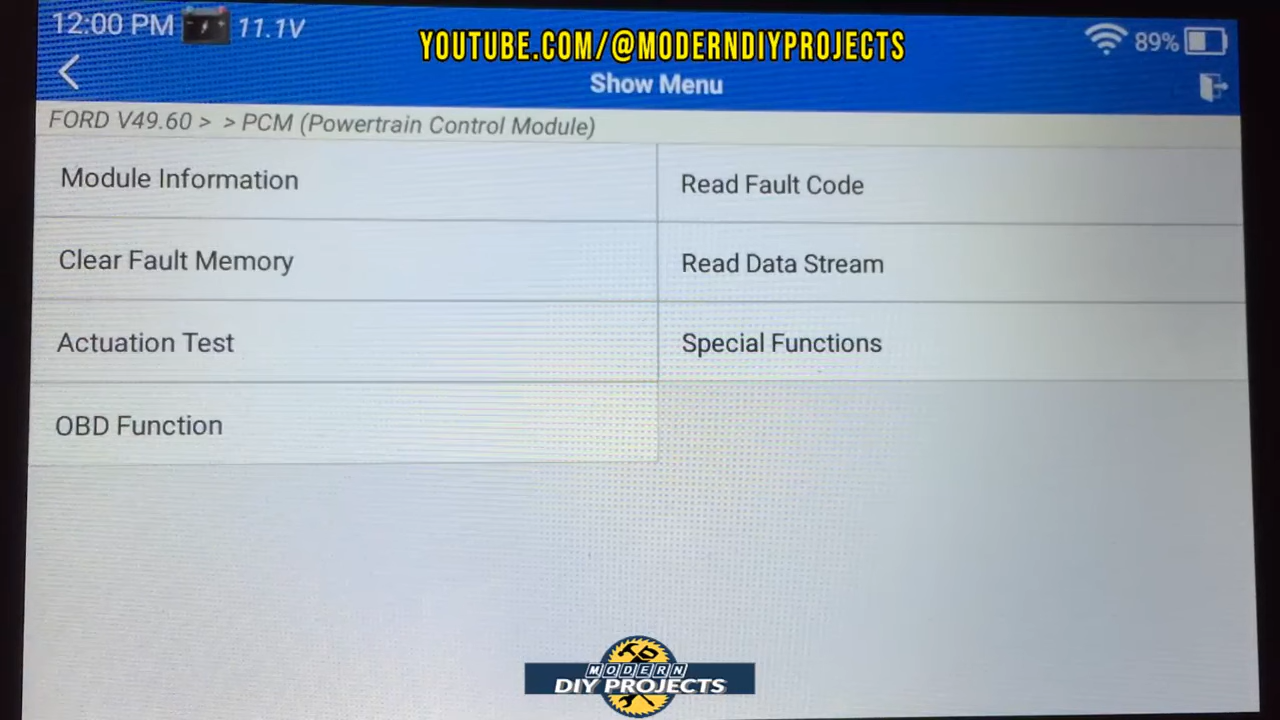 12:00 PM 11.1V
YOUTUBE.COM/@MODERNDIYPROJECTS
89%
Show Menu
FORD V49.60 > > PCM (Powertrain Control Module)
Module Information
Read Fault Code
Clear Fault Memory
Read Data Stream
Actuation Test
Special Functions
OBD Function
MODERN
DIY PROJECTS